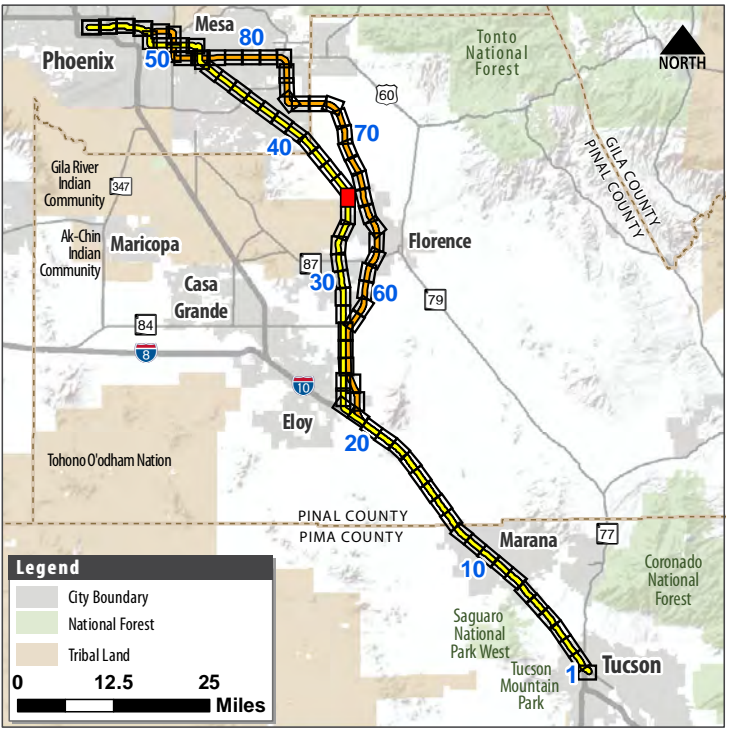 Mesa
80
Phoenix
50
Tonto
National
Forest
NORTH
60
70
40
GILA COUNTY
PINAL COUNTY
Gila River
Indian
Community
347
Ak-Chin
Indian
Community
Maricopa
Florence
87
30
60
Casa
Grande
79
84
8
10
Eloy
20
Tohono O'odham Nation
PINAL COUNTY
PIMA COUNTY
Marana
77
10
Coronado
National
Forest
Saguaro
National
Park West
Tucson
Mountain
Park
1
Tucson
Legend
City Boundary
National Forest
Tribal Land
0 12.5 25
Miles